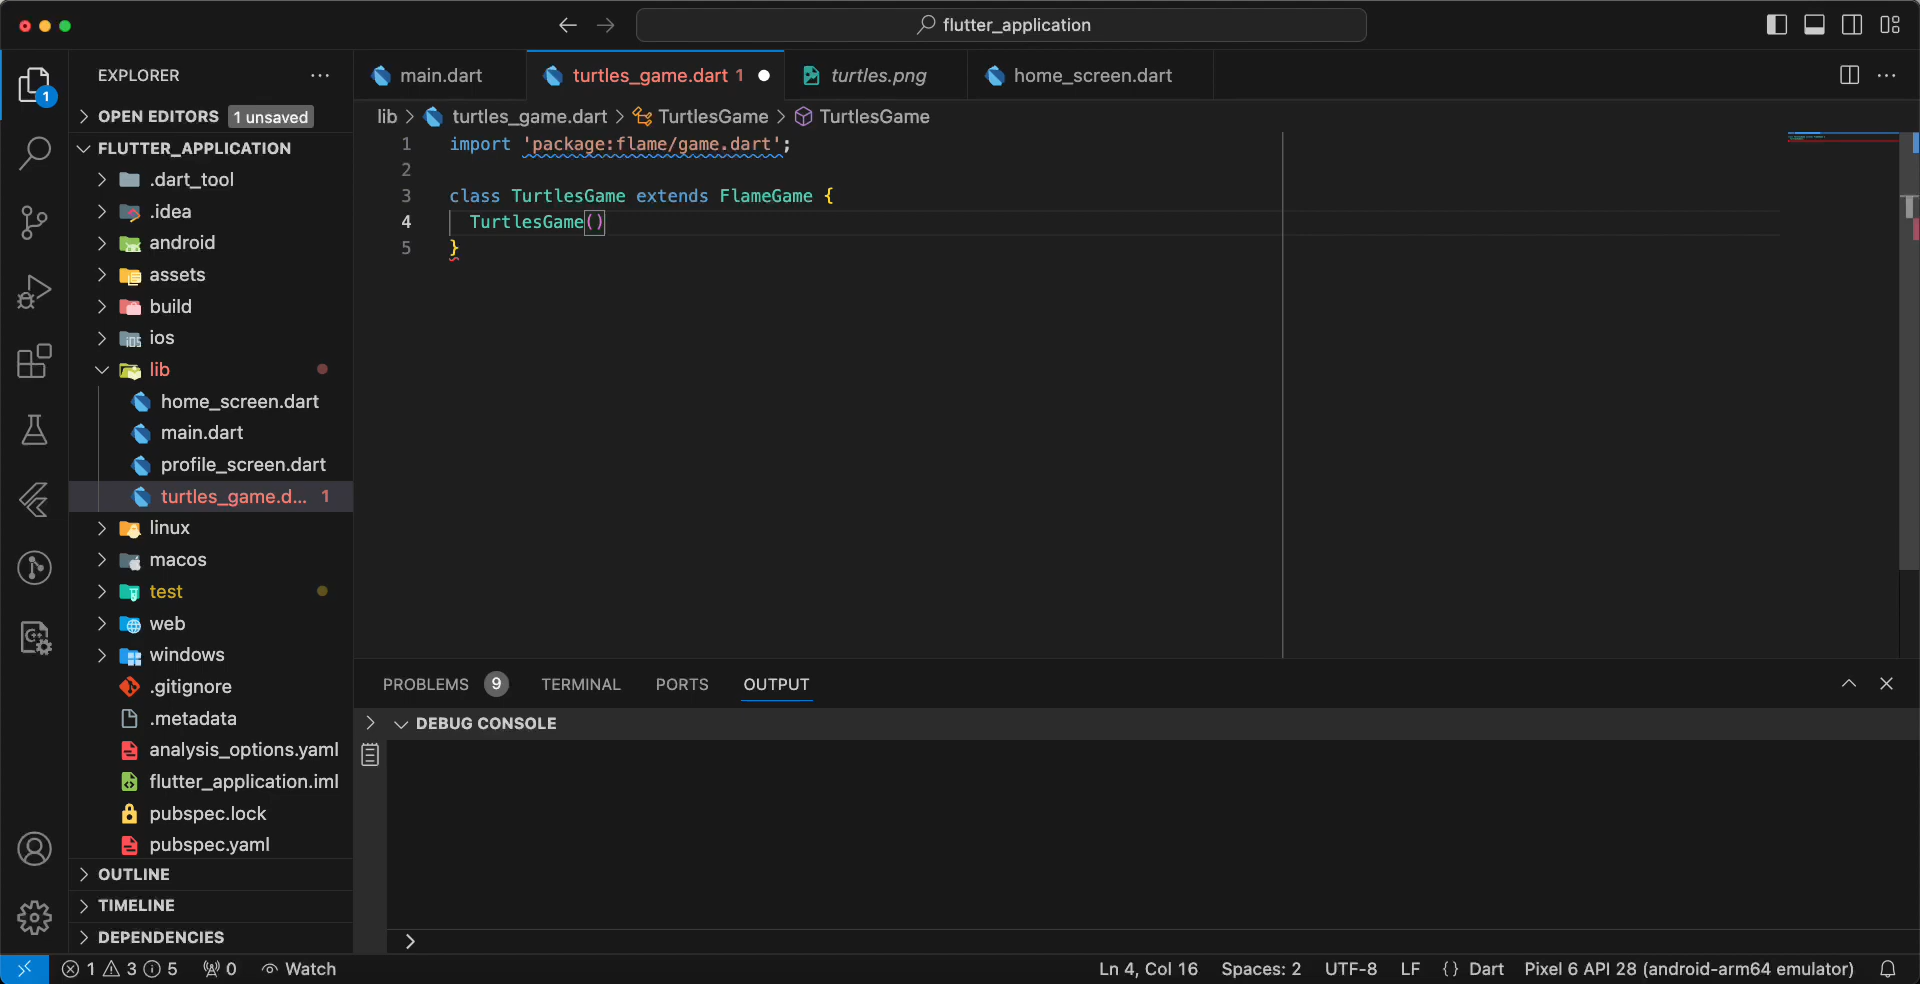 flutter_application
EXPLORER
main.dart
turtles_game.dart 1
turtles.png
home_screen.dart
1
OPEN EDITORS
1 unsaved
lib > turtles_game.dart > TurtlesGame > TurtlesGame
FLUTTER_APPLICATION
.dart_tool
.idea
android
assets
build
ios
lib
home_screen.dart
main.dart
profile_screen.dart
turtles_game.d... 1
linux
macos
test
web
windows
.gitignore
.metadata
analysis_options.yaml
flutter_application.iml
pubspec.lock
pubspec.yaml
OUTLINE
TIMELINE
DEPENDENCIES
1 import 'package:flame/game.dart';
2
3 class TurtlesGame extends FlameGame {
4 TurtlesGame()
5 }
PROBLEMS 9 TERMINAL PORTS OUTPUT
DEBUG CONSOLE
>
1 3 5 0 Watch
Ln 4, Col 16 Spaces: 2 UTF-8 LF {} Dart Pixel 6 API 28 (android-arm64 emulator)